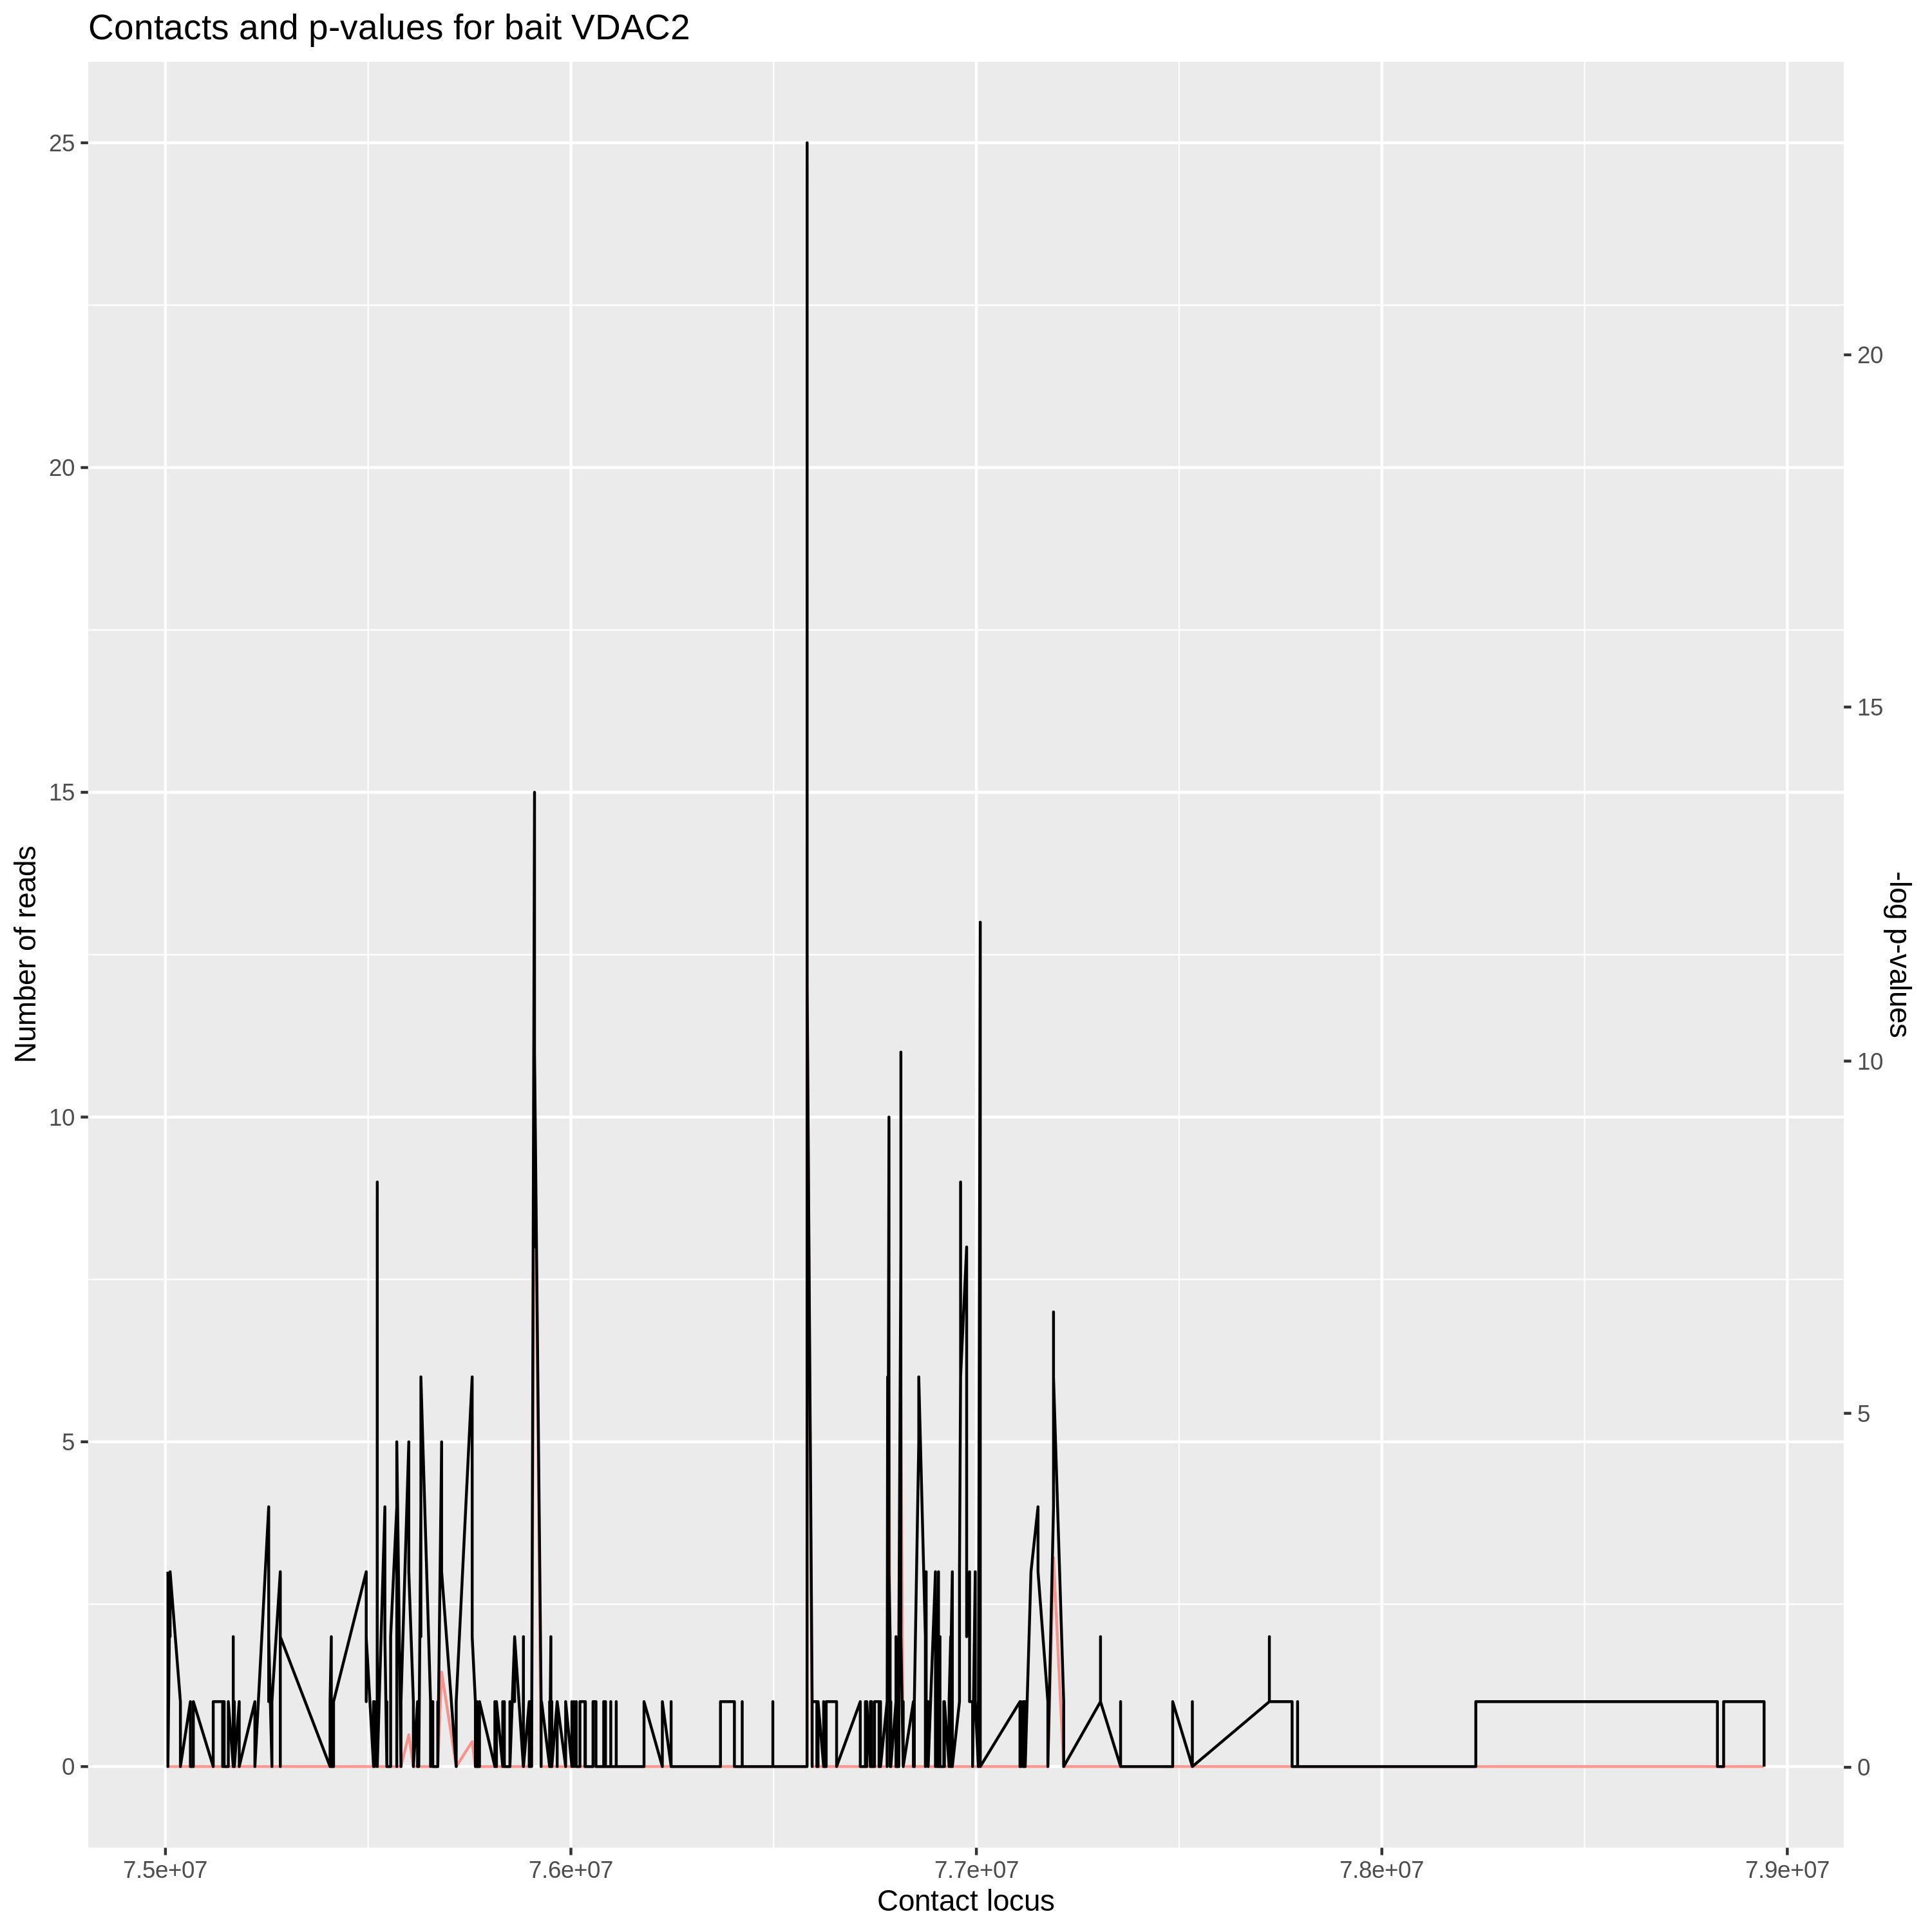 Contacts and p-values for bait VDAC2
25
20
15
10
5
0
Number of reads
20
15
10
5
0
-log p-values
7.5e+07
7.6e+07
7.7e+07
7.8e+07
7.9e+07
Contact locus